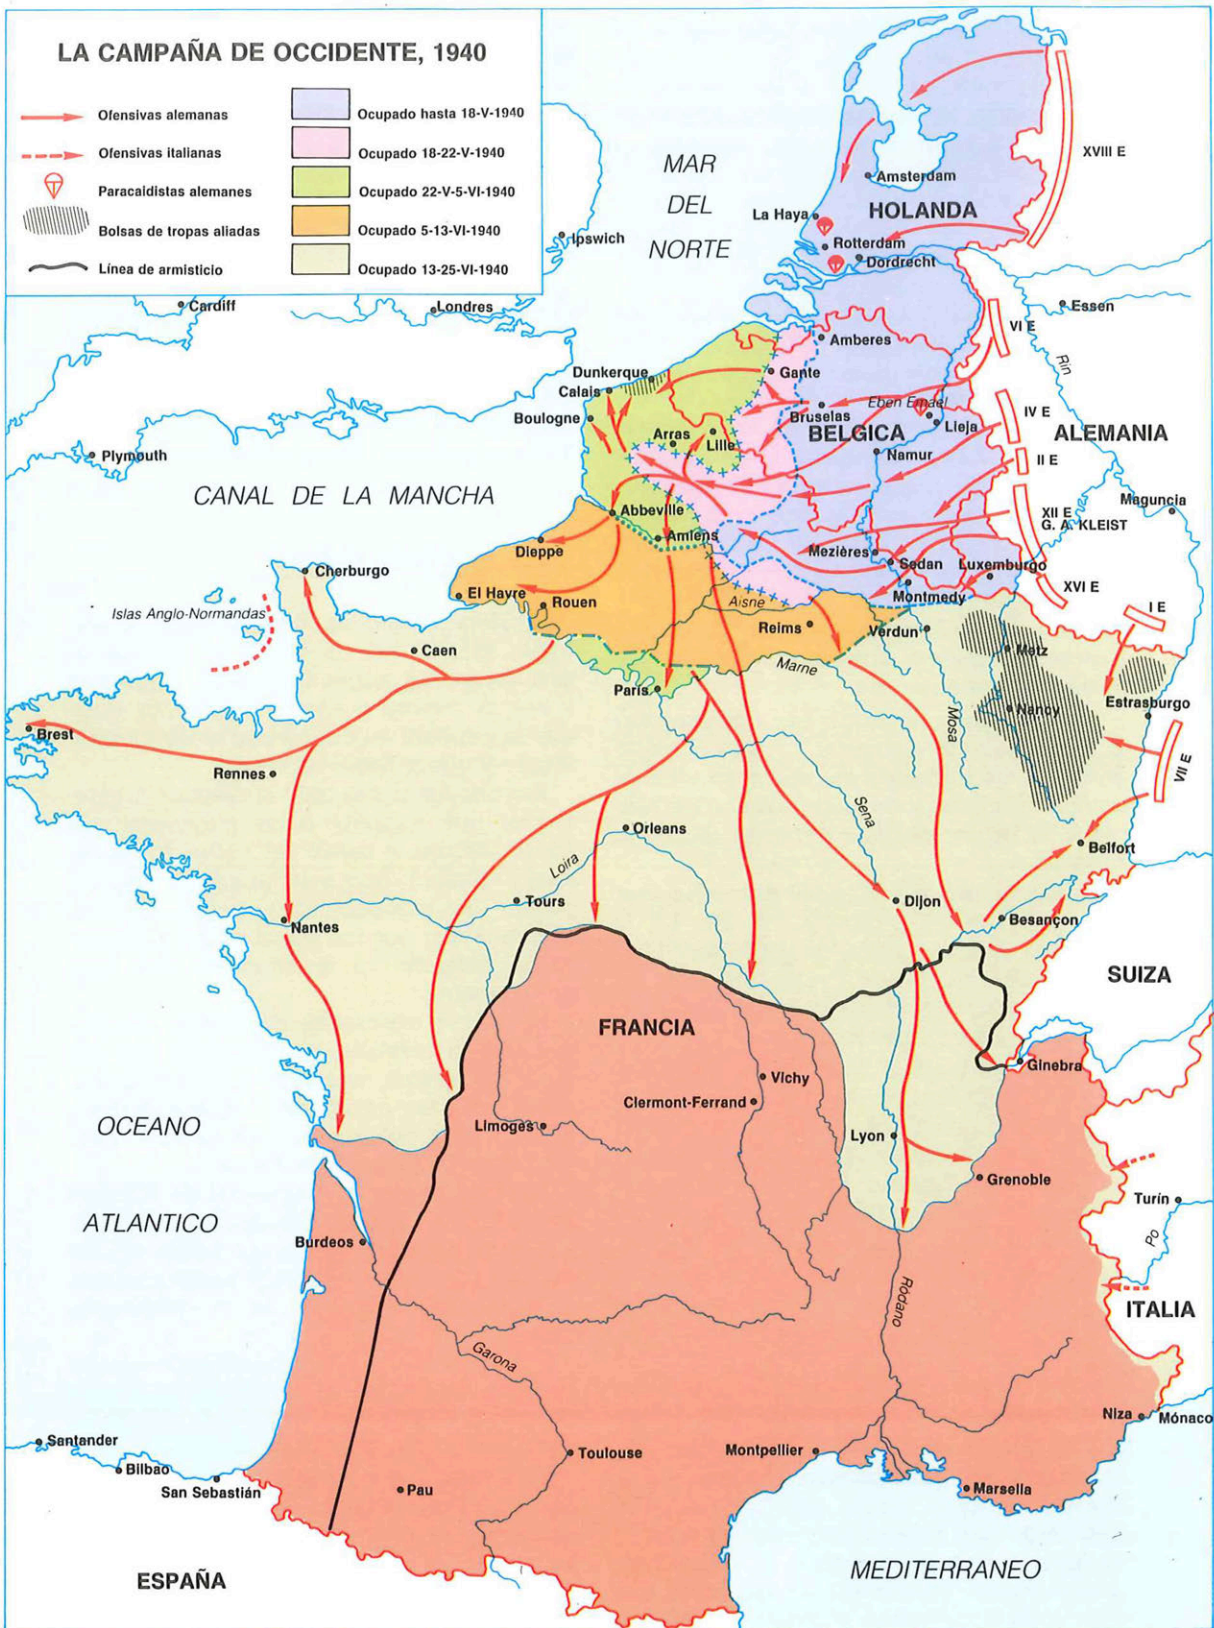 LA CAMPAÑA DE OCCIDENTE, 1940
Ofensivas alemanas
Ofensivas italianas
Paracaidistas alemanes
Bolsas de tropas aliadas
Línea de armisticio
Ocupado hasta 18-V-1940
Ocupado 18-22-V-1940
Ocupado 22-V-5-VI-1940
Ocupado 5-13-VI-1940
Ocupado 13-25-VI-1940
MAR
DEL
NORTE
XVIII E
Amsterdam
La Haya
HOLANDA
Rotterdam
Dordrecht
Ipswich
Cardiff
Londres
Essen
VI E
Rin
Amberes
Dunkerque
Gante
Calais
Boulogne
Bruselas
Eben Emael
IV E
Arras
Lille
BELGICA
Lieja
ALEMANIA
Plymouth
Namur
II E
CANAL DE LA MANCHA
Maguncia
Abbeville
XII E
G. A. KLEIST
Amiens
Dieppe
Mezières
Sedan
Luxemburgo
Cherburgo
El Havre
Rouen
Aisne
Montmedy
XVI E
Islas Anglo-Normandas
I E
Reims
Verdun
Caen
Metz
Marne
París
Estrasburgo
Nancy
Mosa
Brest
Rennes
VII E
Sena
Orleans
Belfort
Loira
Tours
Dijon
Nantes
Besançon
SUIZA
FRANCIA
Ginebra
Vichy
Clermont-Ferrand
OCEANO
Limoges
Lyon
Grenoble
Turín
ATLANTICO
Burdeos
Po
Ródano
ITALIA
Garona
Niza
Mónaco
Santander
Toulouse
Montpellier
Bilbao
San Sebastián
Pau
Marsella
ESPAÑA
MEDITERRANEO